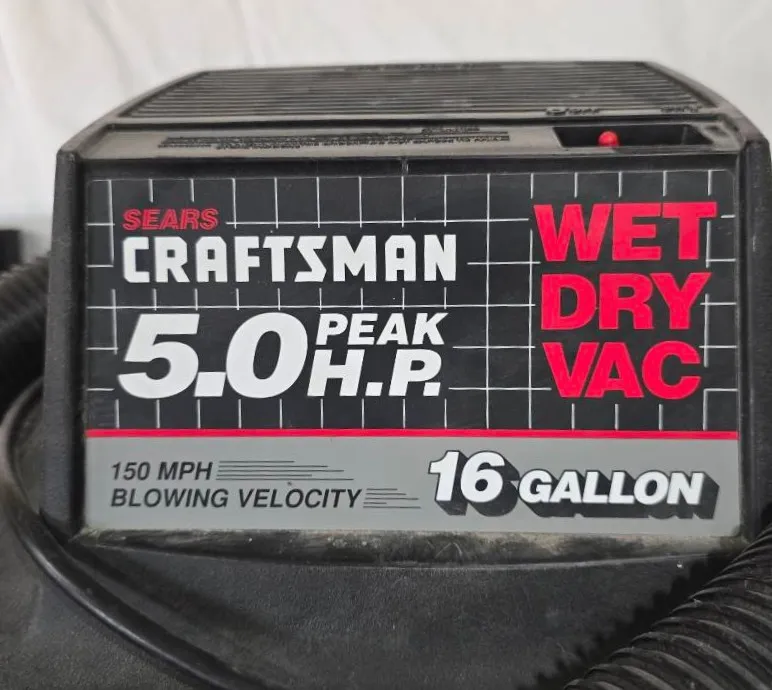 SEARS
CRAFTSMAN
5.0 PEAK H.P.
WET
DRY
VAC
150 MPH
BLOWING VELOCITY
16 GALLON